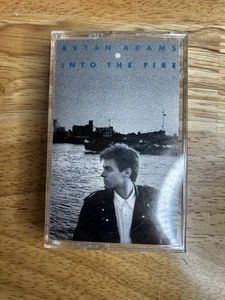 BRYAN ADAMS
INTO THE FIRE